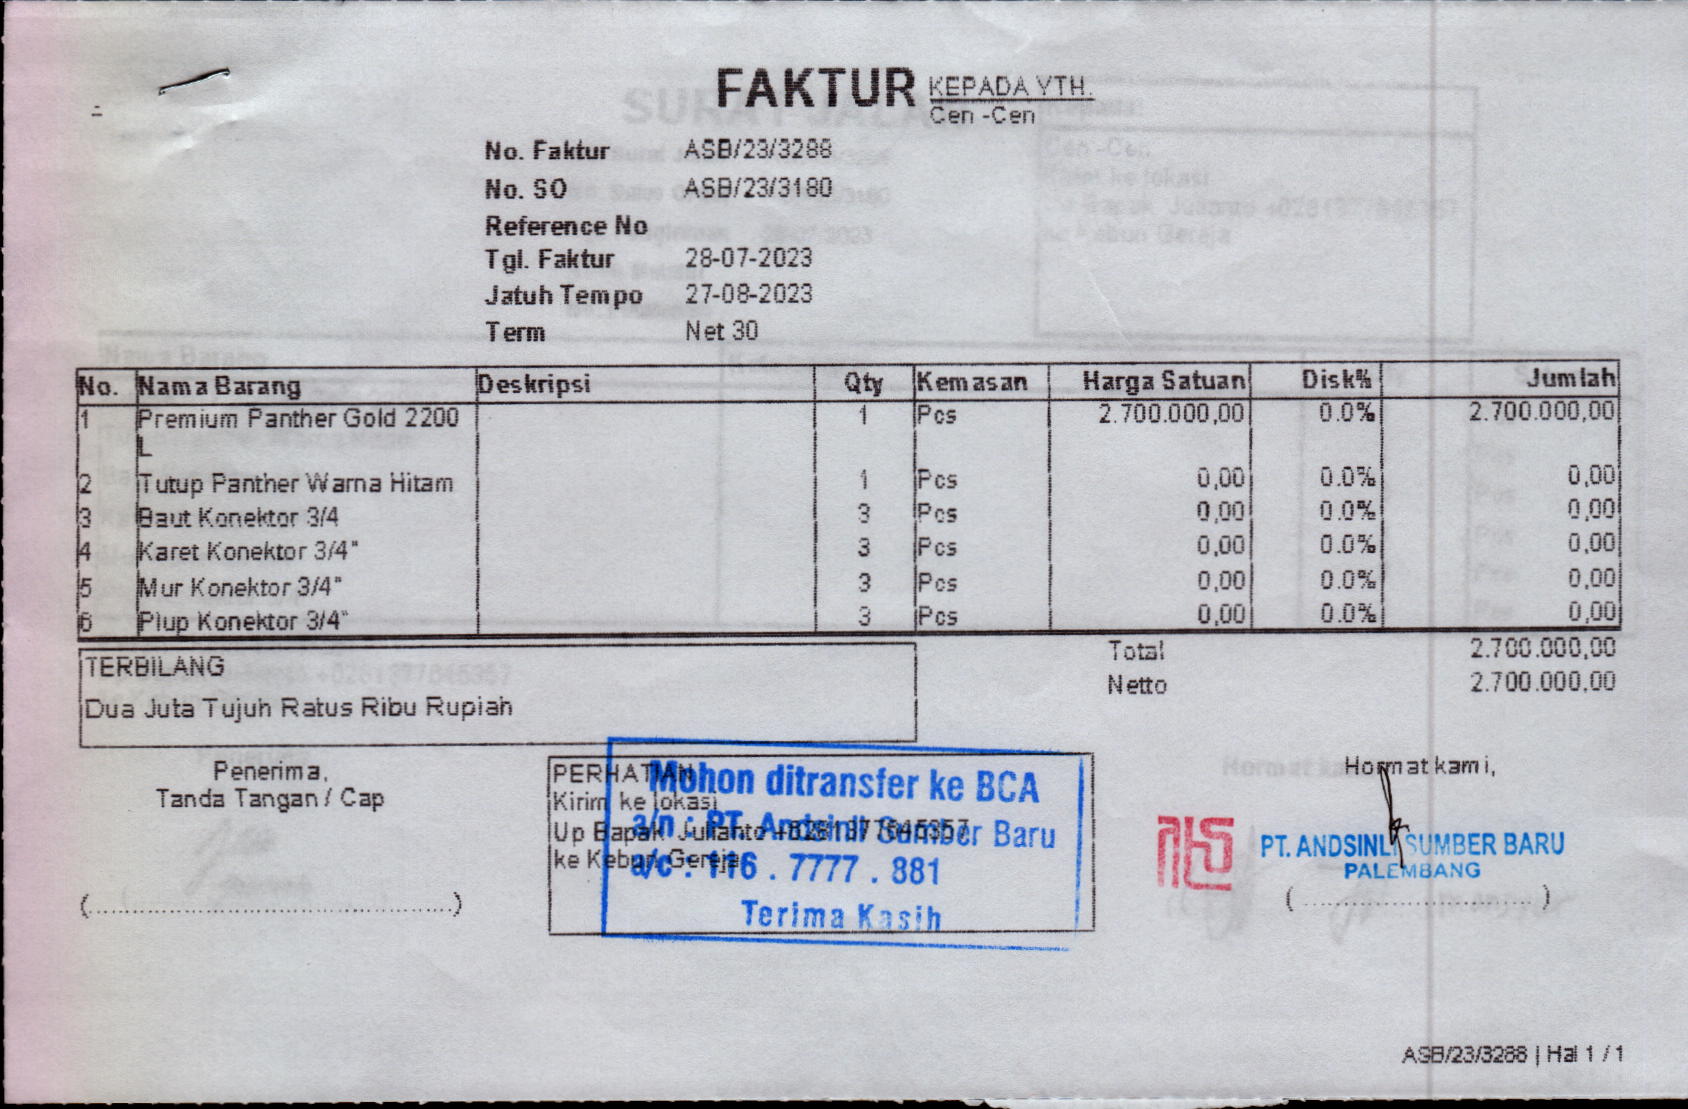 FAKTUR KEPADA YTH.
Cen -Cen
No. Faktur ASB/23/3288
No. SO ASB/23/3180
Reference No
Tgl. Faktur 28-07-2023
Jatuh Tempo 27-08-2023
Term Net 30
No. Nama Barang Deskripsi Qty Kemasan Harga Satuan Disk% Jumlah
1 Premium Panther Gold 2200 1 Pcs 2.700.000,00 0.0% 2.700.000,00
L
2 Tutup Panther Warna Hitam 1 Pcs 0,00 0.0% 0,00
3 Baut Konektor 3/4 3 Pcs 0,00 0.0% 0,00
4 Karet Konektor 3/4" 3 Pcs 0,00 0.0% 0,00
5 Mur Konektor 3/4" 3 Pcs 0,00 0.0% 0,00
6 Plup Konektor 3/4" 3 Pcs 0,00 0.0% 0,00
Total 2.700.000,00
Netto 2.700.000,00
TERBILANG
Dua Juta Tujuh Ratus Ribu Rupiah
Penerima,
Tanda Tangan / Cap
PERHATIAN
Kirim ke lokasi
Up Bapak Julianto +6281377645357
ke Kebun Gereja
Mohon ditransfer ke BCA
a/n : PT. Andsinli Sumber Baru
a/c : 116 . 7777 . 881
Terima Kasih
Hormat kami,
PT. ANDSINLI SUMBER BARU
PALEMBANG
ASB/23/3288 | Hal 1 / 1